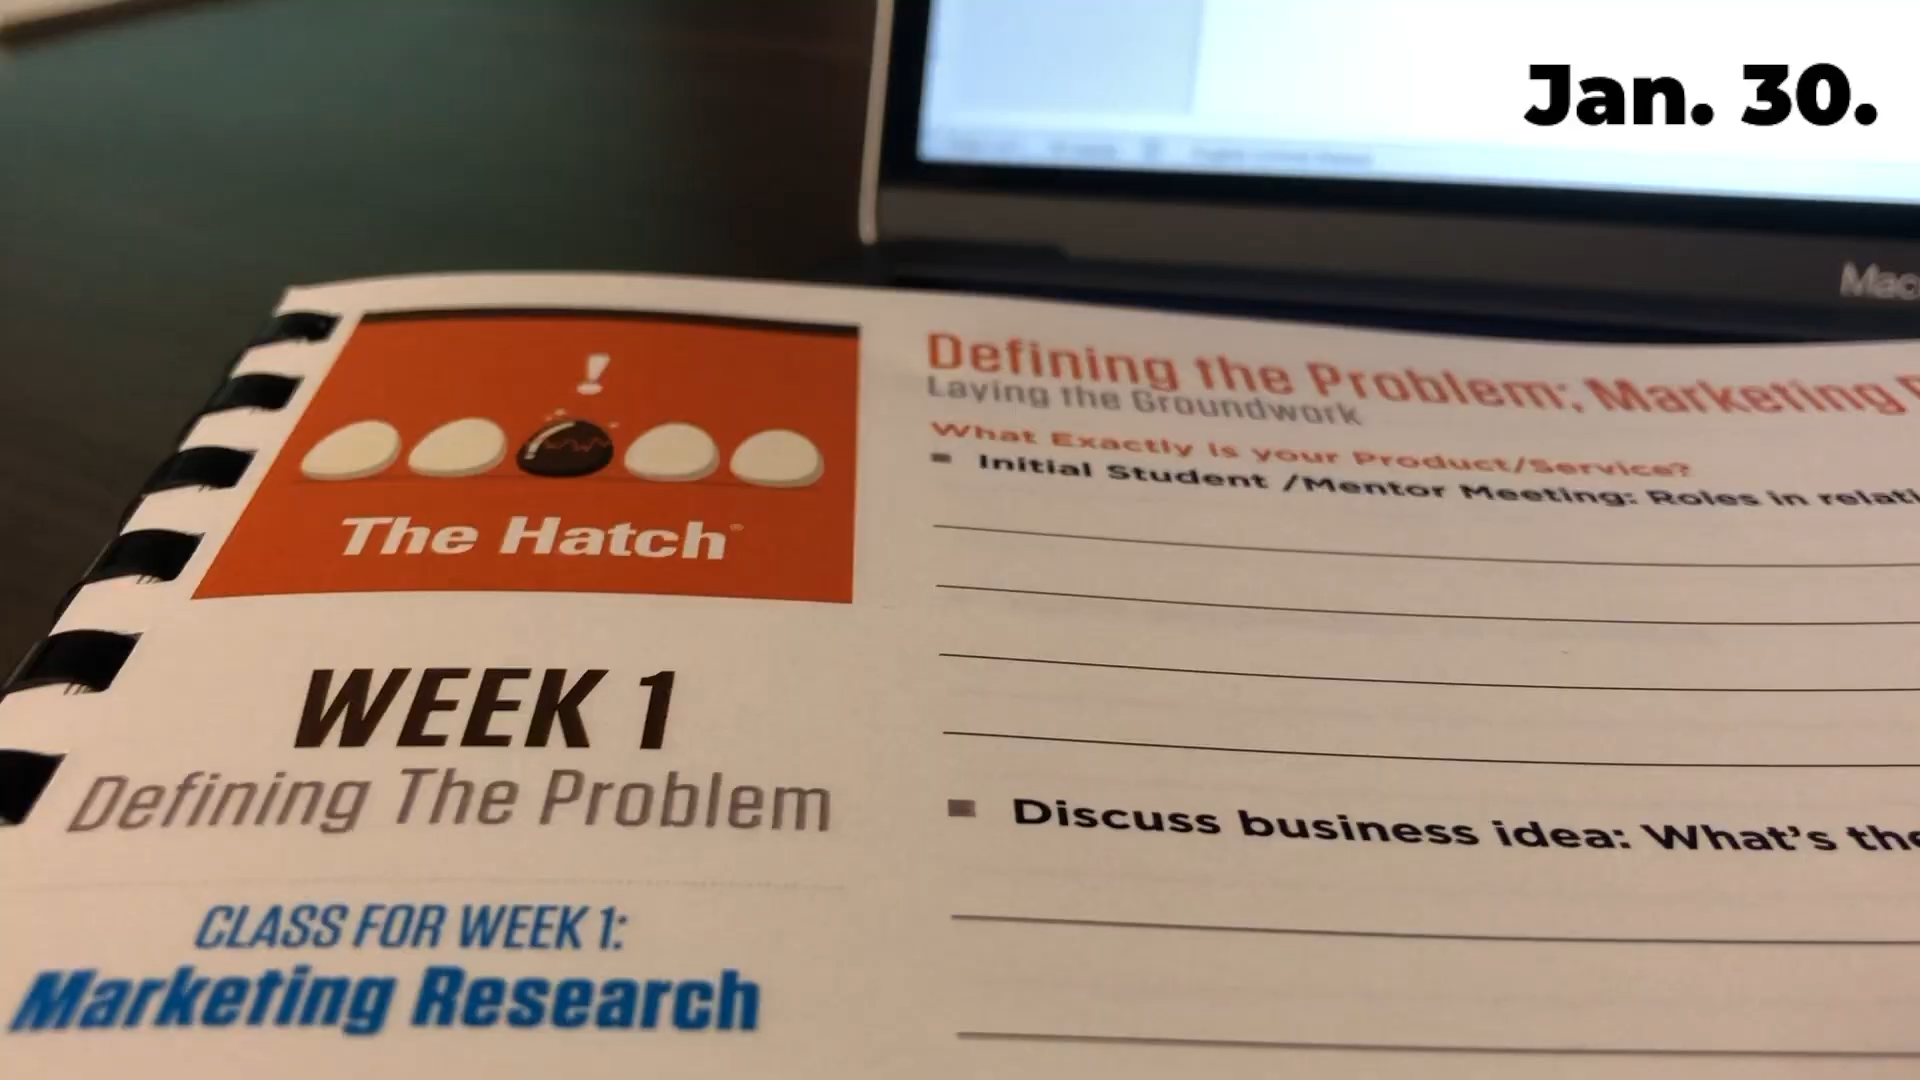 Jan. 30.
!
The Hatch
WEEK 1
Defining The Problem
CLASS FOR WEEK 1:
Marketing Research
Defining the Problem; Marketing
Laying the Groundwork
What Exactly is your Product/Service?
▪ Initial Student /Mentor Meeting: Roles in
▪ Discuss business idea: What's